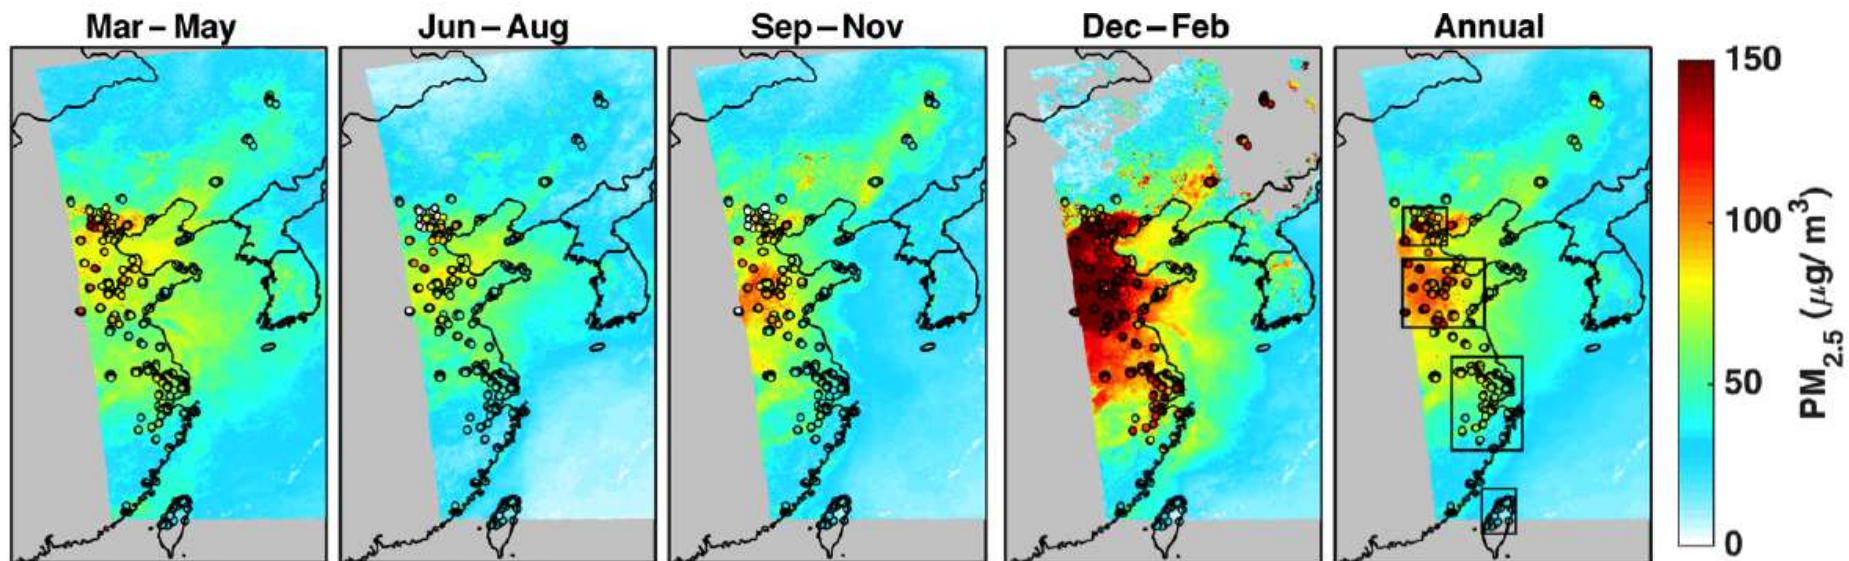 Mar – May Jun – Aug Sep – Nov Dec – Feb Annual
150
100
50
0
PM2.5 (μg/ m3)